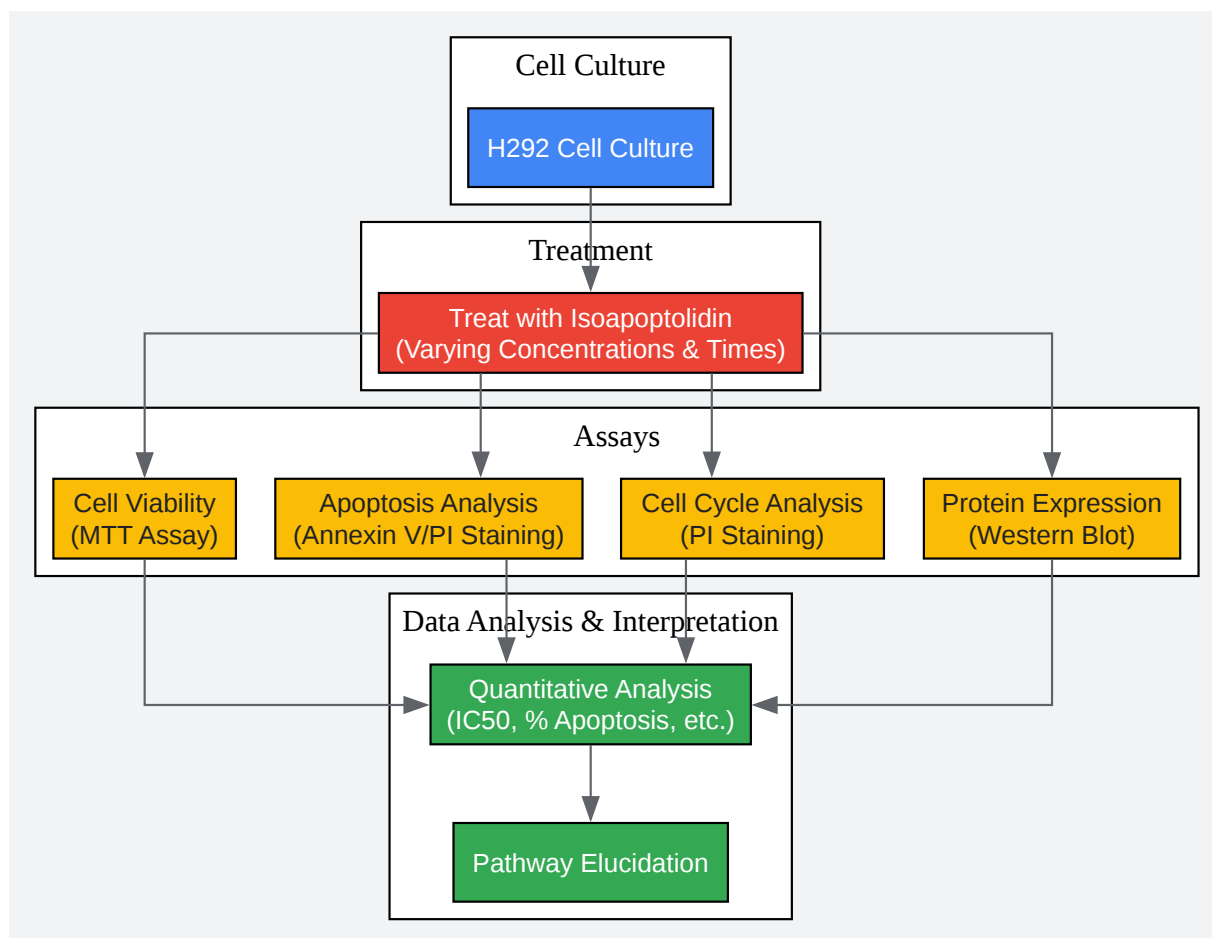 Cell Culture
H292 Cell Culture
Treatment
Treat with Isoapoptolidin
(Varying Concentrations & Times)
Assays
Cell Viability
(MTT Assay)
Apoptosis Analysis
(Annexin V/PI Staining)
Cell Cycle Analysis
(PI Staining)
Protein Expression
(Western Blot)
Data Analysis & Interpretation
Quantitative Analysis
(IC50, % Apoptosis, etc.)
Pathway Elucidation